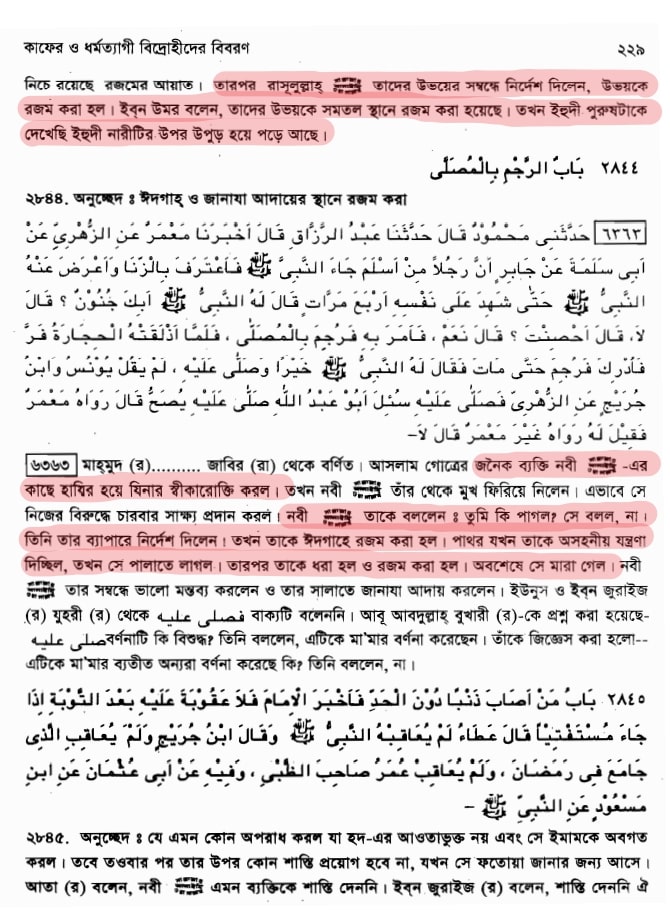 কাফের ও ধর্মত্যাগী বিদ্রোহীদের বিবরণ ২২৯
নিচে রয়েছে রজমের আয়াত। তারপর রাসূলুল্লাহ্ ﷺ তাদের উভয়ের সম্বন্ধে নির্দেশ দিলেন, উভয়কে
রজম করা হল। ইব্ন উমর বলেন, তাদের উভয়কে সমতল স্থানে রজম করা হয়েছে। তখন ইহুদী পুরুষটাকে
দেখেছি ইহুদী নারীটির উপর উপুড় হয়ে পড়ে আছে।
٢٨٤٤ بَابُ الرَّجْمِ بِالْمُصَلَّى
২৮৪৪. অনুচ্ছেদ : ঈদগাহ্ ও জানাযা আদায়ের স্থানে রজম করা
٦٣٦٣ حَدَّثَنِي مَحْمُودٌ قَالَ حَدَّثَنَا عَبْدُ الرَّزَّاقِ قَالَ أَخْبَرَنَا مَعْمَرٌ عَنِ الزُّهْرِيِّ عَنْ
أَبِي سَلَمَةَ عَنْ جَابِرٍ أَنَّ رَجُلاً مِنْ أَسْلَمَ جَاءَ النَّبِيَّ ﷺ فَاعْتَرَفَ بِالزِّنَا وَأَعْرَضَ عَنْهُ
النَّبِيُّ ﷺ حَتَّى شَهِدَ عَلَى نَفْسِهِ أَرْبَعَ مَرَّاتٍ قَالَ لَهُ النَّبِيُّ ﷺ أَبِكَ جُنُونٌ ؟ قَالَ
لاَ، قَالَ أَحْصَنْتَ ؟ قَالَ نَعَمْ ، فَأَمَرَ بِهِ فَرُجِمَ بِالْمُصَلَّى ، فَلَمَّا أَذْلَقَتْهُ الْحِجَارَةُ فَرَّ
فَأُدْرِكَ فَرُجِمَ حَتَّى مَاتَ فَقَالَ لَهُ النَّبِيُّ ﷺ خَيْرًا وَصَلَّى عَلَيْهِ ، لَمْ يَقُلْ يُوْنُسُ وَابْنُ
جُرَيْجٍ عَنِ الزُّهْرِيِّ فَصَلَّى عَلَيْهِ سُئِلَ أَبُوْ عَبْدُ اللّٰهِ صَلَّى عَلَيْهِ يَصِحُّ قَالَ رَوَاهُ مَعْمَرٌ
فَقِيْلَ لَهُ رَوَاهُ غَيْرُ مَعْمَرٍ قَالَ لاَ–
৬৩৬৩ মাহ্মূদ (র).......... জাবির (রা) থেকে বর্ণিত। আসলাম গোত্রের জনৈক ব্যক্তি নবী ﷺ -এর
কাছে হাযির হয়ে যিনার স্বীকারোক্তি করল। তখন নবী ﷺ তাঁর থেকে মুখ ফিরিয়ে নিলেন। এভাবে সে
নিজের বিরুদ্ধে চারবার সাক্ষ্য প্রদান করল। নবী ﷺ তাকে বললেন : তুমি কি পাগল? সে বলল, না।
তিনি তার ব্যাপারে নির্দেশ দিলেন। তখন তাকে ঈদগাহে রজম করা হল। পাথর যখন তাকে অসহনীয় যন্ত্রণা
দিচ্ছিল, তখন সে পালাতে লাগল। তারপর তাকে ধরা হল ও রজম করা হল। অবশেষে সে মারা গেল। নবী
ﷺ তার সম্বন্ধে ভালো মন্তব্য করলেন ও তার সালাতে জানাযা আদায় করলেন। ইউনুস ও ইব্ন জুরাইজ
(র) যুহরী (র) থেকে فصلى عليه বাক্যটি বলেননি। আবূ আবদুল্লাহ্ বুখারী (র)-কে প্রশ্ন করা হয়েছে-
صلى عليه বর্ণনাটি কি বিশুদ্ধ? তিনি বললেন, এটিকে মা'মার বর্ণনা করেছেন। তাঁকে জিজ্ঞেস করা হলো--
এটিকে মা'মার ব্যতীত অন্যরা বর্ণনা করেছে কি? তিনি বললেন, না।
٢٨٤٥ بَابُ مَنْ أَصَابَ ذَنْبًا دُوْنَ الْحَدِّ فَأَخْبَرَ الْإِمَامَ فَلاَ عُقُوْبَةَ عَلَيْهِ بَعْدَ التَّوْبَةِ إِذَا
جَاءَ مُسْتَفْتِيًا قَالَ عَطَاءٌ لَمْ يُعَاقِبْهُ النَّبِيُّ ﷺ وَقَالَ ابْنُ جُرَيْجٍ وَلَمْ يُعَاقِبِ الَّذِي
جَامَعَ فِي رَمَضَانَ ، وَلَمْ يُعَاقِبْ عُمَرُ صَاحِبَ الظَّبْيِ ، وَفِيْهِ عَنْ أَبِي عُثْمَانَ عَنِ ابْنِ
مَسْعُوْدٍ عَنِ النَّبِيِّ ﷺ –
২৮৪৫. অনুচ্ছেদ : যে এমন কোন অপরাধ করল যা হদ-এর আওতাভুক্ত নয় এবং সে ইমামকে অবগত
করল। তবে তওবার পর তার উপর কোন শাস্তি প্রয়োগ হবে না, যখন সে ফতোয়া জানার জন্য আসে।
আতা (র) বলেন, নবী ﷺ এমন ব্যক্তিকে শাস্তি দেননি। ইব্ন জুরাইজ (র) বলেন, শাস্তি দেননি ঐ